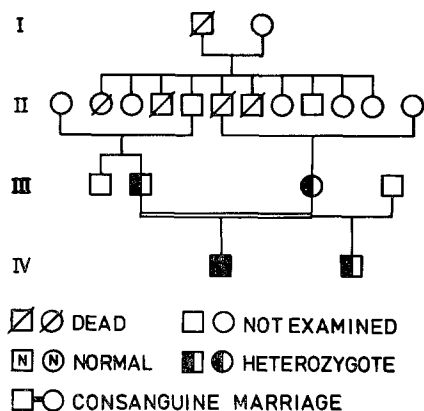 I
II
III
IV
DEAD NOT EXAMINED
N N NORMAL HETEROZYGOTE
CONSANGUINE MARRIAGE